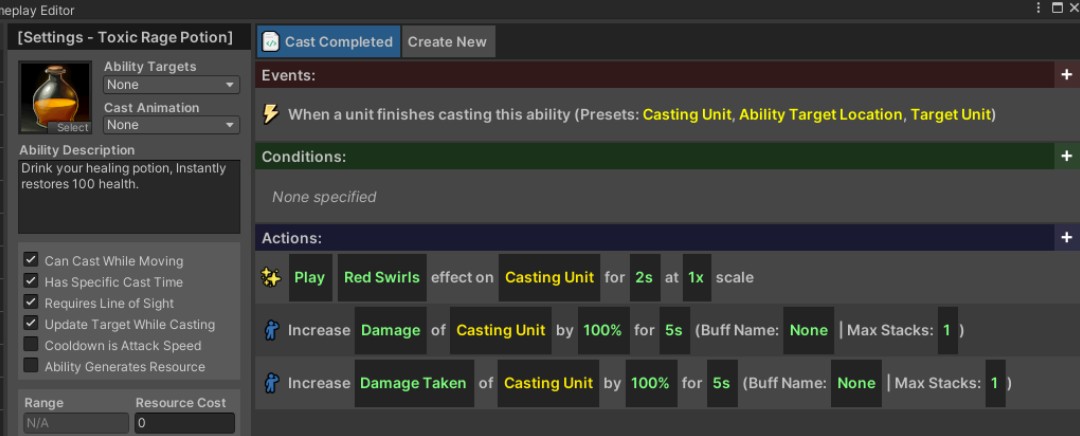 eplay Editor
[Settings - Toxic Rage Potion]
Ability Targets
None
Cast Animation
None
Select
Ability Description
Drink your healing potion, Instantly
restores 100 health.
Can Cast While Moving
Has Specific Cast Time
Requires Line of Sight
Update Target While Casting
Cooldown is Attack Speed
Ability Generates Resource
Range
Resource Cost
N/A
0
Cast Completed
Create New
Events:
+
When a unit finishes casting this ability (Presets: Casting Unit, Ability Target Location, Target Unit)
Conditions:
+
None specified
Actions:
+
Play Red Swirls effect on Casting Unit for 2s at 1x scale
Increase Damage of Casting Unit by 100% for 5s (Buff Name: None | Max Stacks: 1 )
Increase Damage Taken of Casting Unit by 100% for 5s (Buff Name: None | Max Stacks: 1 )